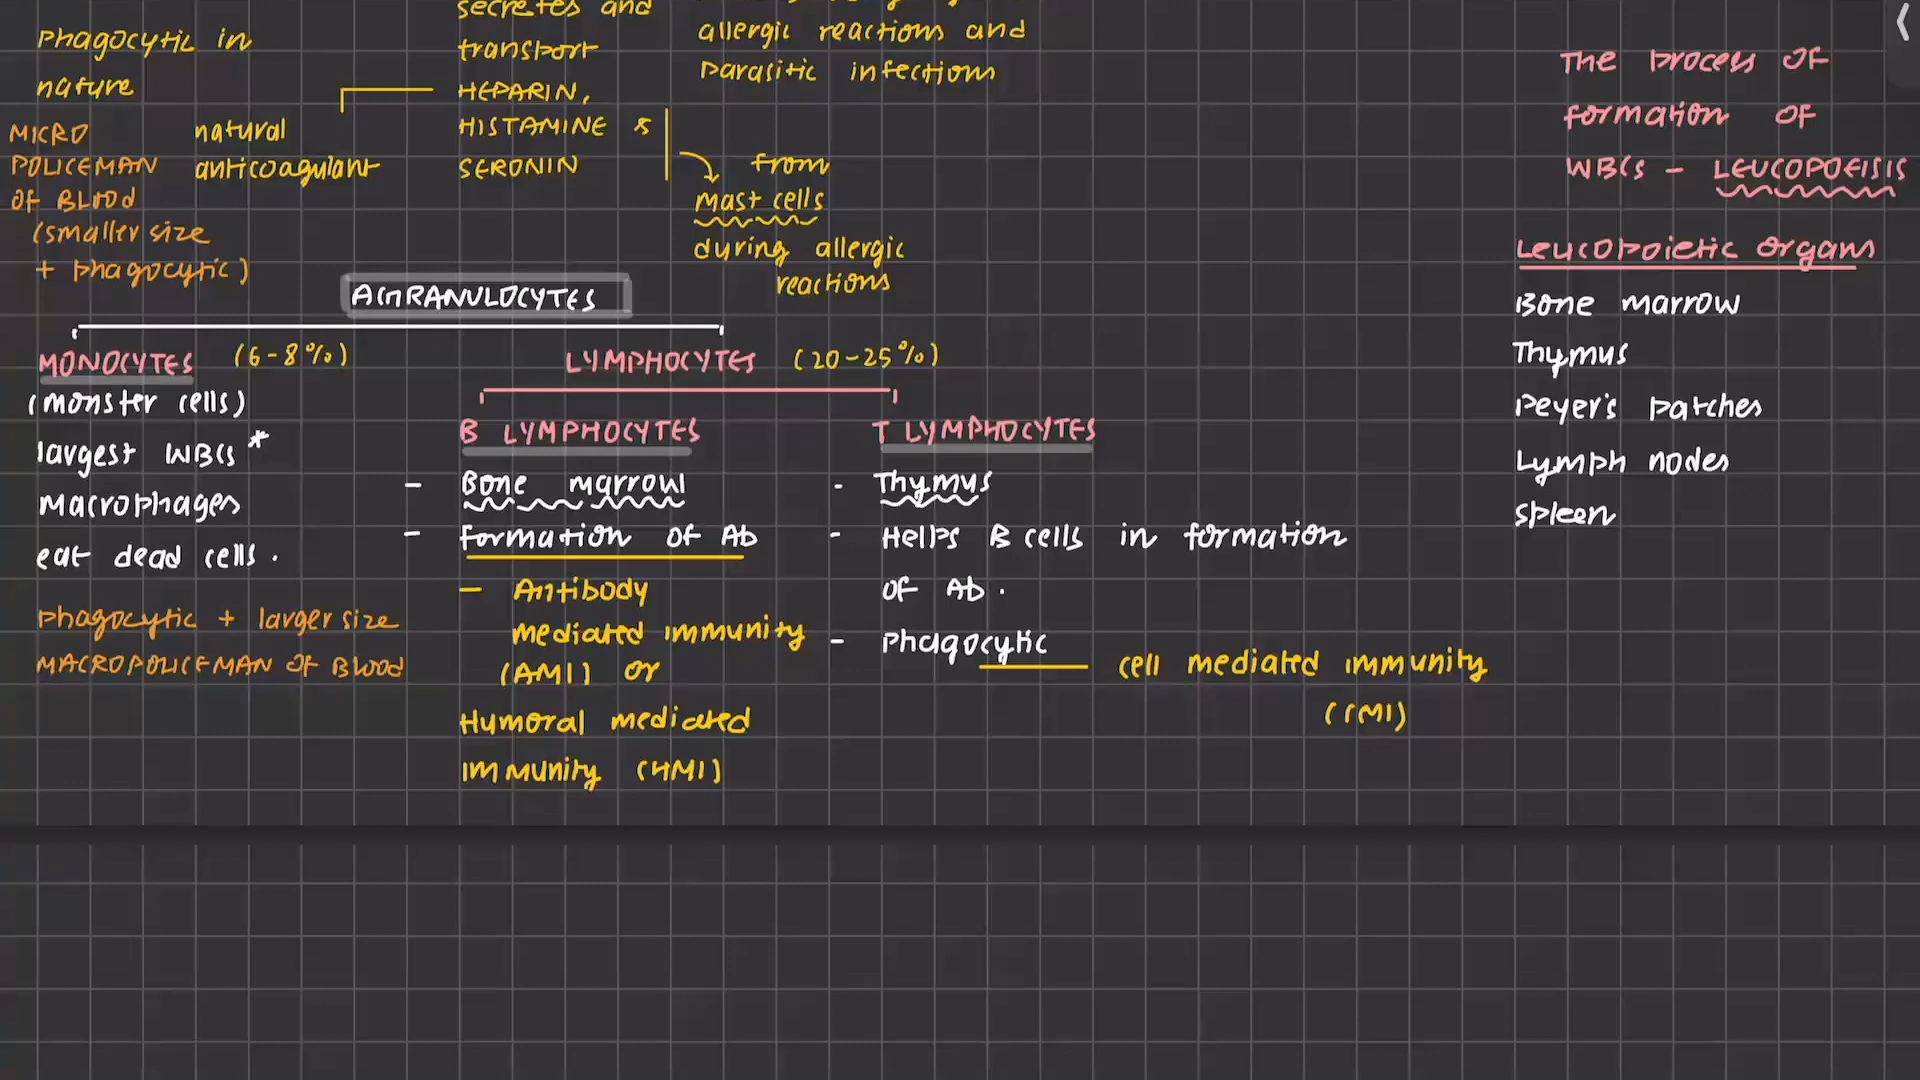 secretes and
Phagocytic in
nature
transport
HEPARIN,
HISTAMINE &
SERONIN
allergic reactions and
parasitic infections
MICRO
POLICEMAN
OF Blood
(smaller size
+ phagocytic)
natural
anticoagulant
from
mast cells
during allergic
reactions
The process of
formation of
WBCs - LEUCOPOEISIS
Leucopoietic organs
Bone marrow
Thymus
Peyer's patches
Lymph nodes
spleen
AGRANULOCYTES
MONOCYTES (6-8%)
(monster cells)
largest WBCs *
Macrophages
eat dead cells.
Phagocytic + larger size
MACROPOLICEMAN OF Blood
LYMPHOCYTES (20-25%)
B LYMPHOCYTES
- Bone marrow
- Formation of Ab
- Antibody
mediated immunity
(AMI) or
Humoral mediated
immunity (HMI)
T LYMPHOCYTES
- Thymus
- Helps B cells in formation
of Ab.
- Phagocytic
cell mediated immunity
(CMI)